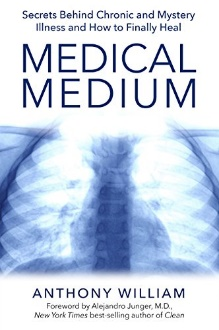 Secrets Behind Chronic and Mystery
Illness and How to Finally Heal
MEDICAL
MEDIUM
ANTHONY WILLIAM
Foreword by Alejandro Junger, M.D.,
New York Times best-selling author of Clean